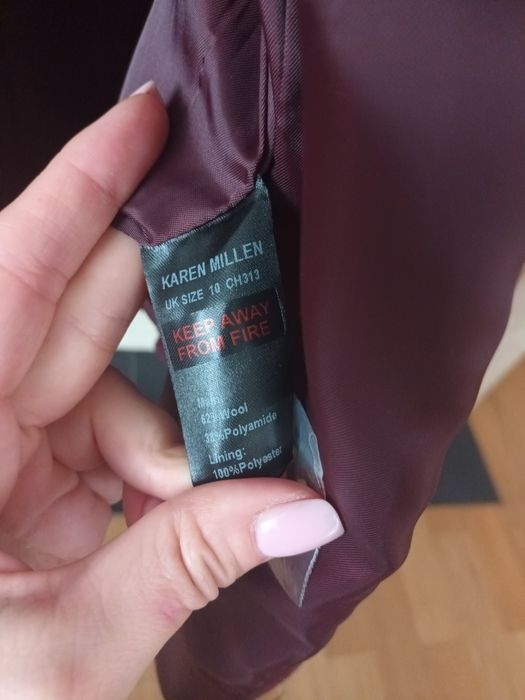 KAREN MILLEN
UK SIZE 10 CH313
KEEP AWAY
FROM FIRE
Main:
62%Wool
38%Polyamide
Lining:
100%Polyester